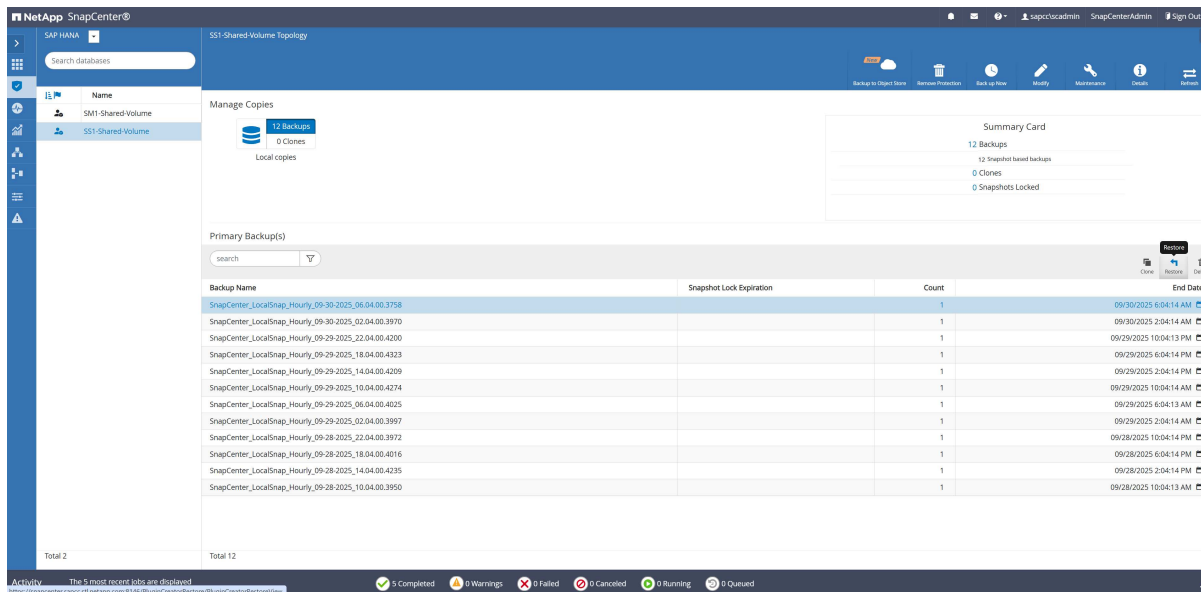 NetApp SnapCenter®
sapcc\scadmin SnapCenterAdmin Sign Out
SAP HANA
SS1-Shared-Volume Topology
Search databases
New
Backup to Object Store Remove Protection Back up Now Modify Maintenance Details Refresh
Name
SM1-Shared-Volume
SS1-Shared-Volume
Manage Copies
12 Backups
0 Clones
Local copies
Summary Card
12 Backups
12 Snapshot based backups
0 Clones
0 Snapshots Locked
Primary Backup(s)
search
Restore
Clone Restore
Backup Name Snapshot Lock Expiration Count End Date
SnapCenter_LocalSnap_Hourly_09-30-2025_06.04.00.3758 1 09/30/2025 6:04:14 AM
SnapCenter_LocalSnap_Hourly_09-30-2025_02.04.00.3970 1 09/30/2025 2:04:14 AM
SnapCenter_LocalSnap_Hourly_09-29-2025_22.04.00.4200 1 09/29/2025 10:04:13 PM
SnapCenter_LocalSnap_Hourly_09-29-2025_18.04.00.4323 1 09/29/2025 6:04:14 PM
SnapCenter_LocalSnap_Hourly_09-29-2025_14.04.00.4209 1 09/29/2025 2:04:14 PM
SnapCenter_LocalSnap_Hourly_09-29-2025_10.04.00.4274 1 09/29/2025 10:04:14 AM
SnapCenter_LocalSnap_Hourly_09-29-2025_06.04.00.4025 1 09/29/2025 6:04:13 AM
SnapCenter_LocalSnap_Hourly_09-29-2025_02.04.00.3997 1 09/29/2025 2:04:14 AM
SnapCenter_LocalSnap_Hourly_09-28-2025_22.04.00.3972 1 09/28/2025 10:04:14 PM
SnapCenter_LocalSnap_Hourly_09-28-2025_18.04.00.4016 1 09/28/2025 6:04:14 PM
SnapCenter_LocalSnap_Hourly_09-28-2025_14.04.00.4235 1 09/28/2025 2:04:14 PM
SnapCenter_LocalSnap_Hourly_09-28-2025_10.04.00.3950 1 09/28/2025 10:04:13 AM
Total 2 Total 12
Activity The 5 most recent jobs are displayed 5 Completed 0 Warnings 0 Failed 0 Canceled 0 Running 0 Queued